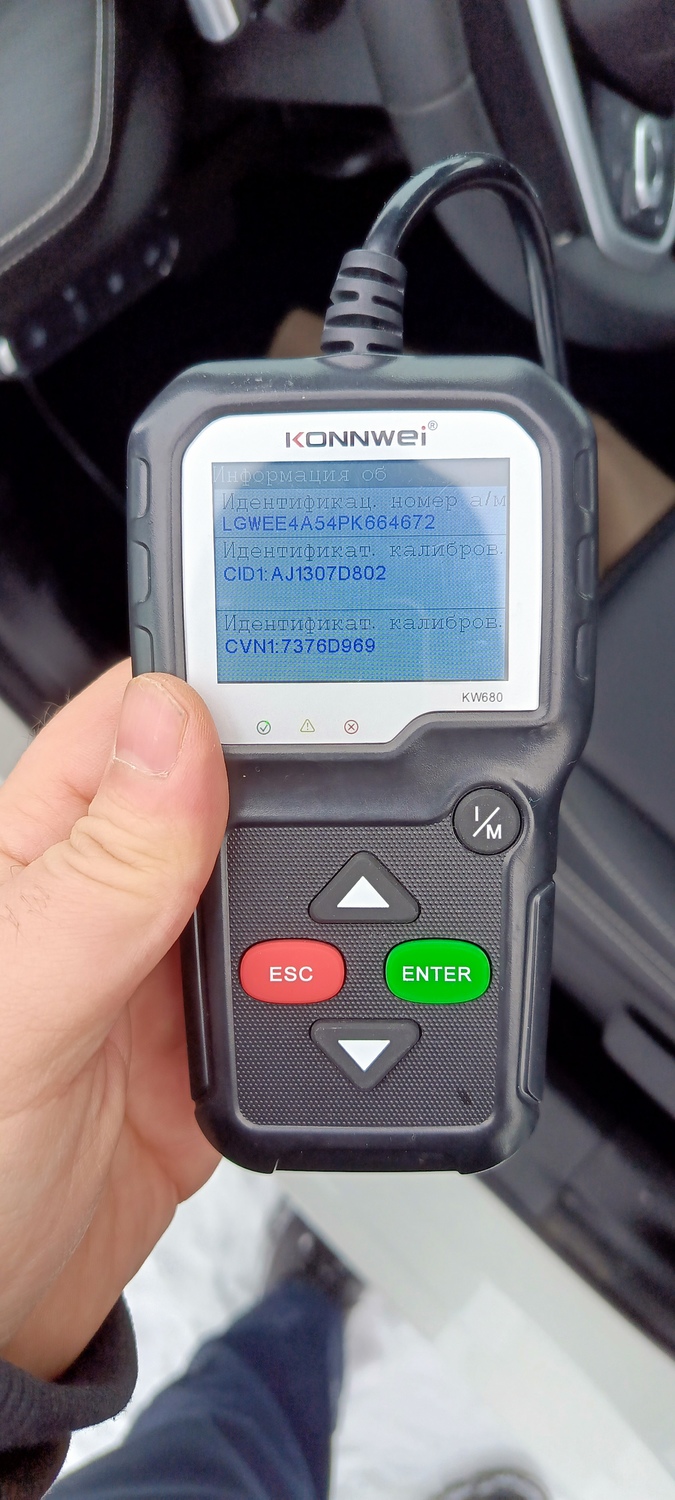 KONNWEI®
Информация об
Идентификац. номер а/м
LGWEE4A54PK664672
Идентификат. калибров.
CID1:AJ1307D802
Идентификат. калибров.
CVN1:7376D969
KW680
I/M
ESC
ENTER